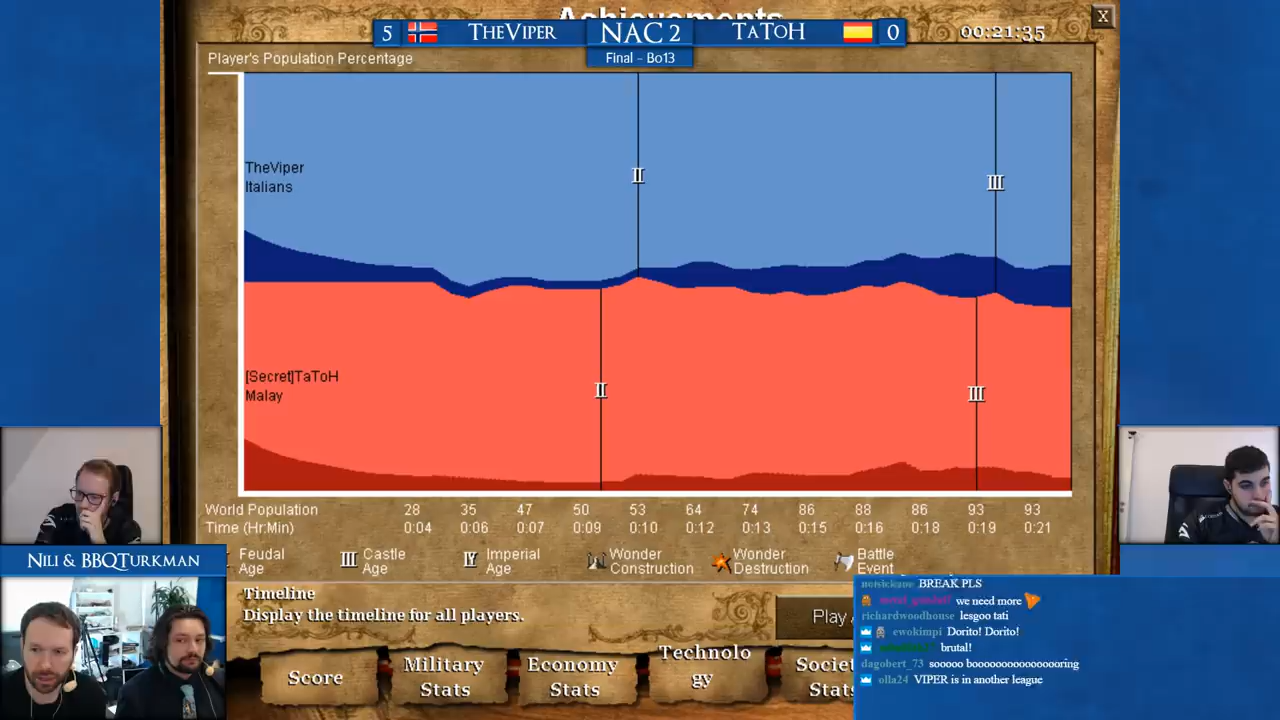 Achievements
5 TheViper NAC 2 TaToH 0
00:21:35
X
Final - Bo13
Player's Population Percentage
TheViper
Italians
II
III
[Secret]TaToH
Malay
II
III
World Population 28 35 47 50 53 64 74 86 88 86 93 93
Time (Hr:Min) 0:04 0:06 0:07 0:09 0:10 0:12 0:13 0:15 0:16 0:18 0:19 0:21
Feudal Age
III Castle Age
IV Imperial Age
Wonder Construction
Wonder Destruction
Battle Event
Nili & BBQTurkman
Timeline
Display the timeline for all players.
Play
Score
Military Stats
Economy Stats
Technolo
gy
Societ
Stats
BREAK PLS
we need more
richardwoodhouse lesgoo tati
ewokimpi Dorito! Dorito!
brutal!
dagobert_73 sooooo boooooooooooooooring
olla24 VIPER is in another league